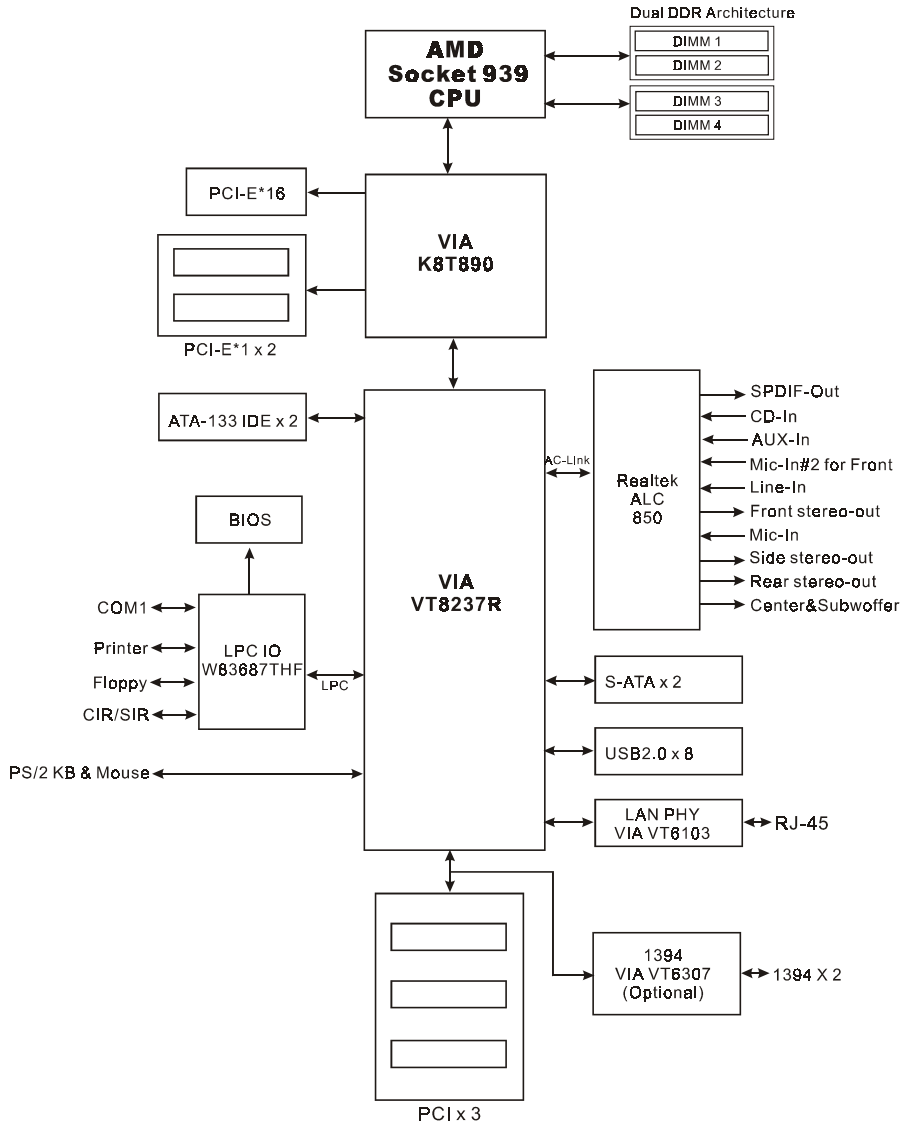 Dual DDR Architecture
AMD
Socket 939
CPU
DIMM 1
DIMM 2
DIMM 3
DIMM 4
PCI-E*16
VIA
K8T890
PCI-E*1 x 2
ATA-133 IDE x 2
AC-Link
Realtek
ALC
850
SPDIF-Out
CD-In
AUX-In
Mic-In#2 for Front
Line-In
Front stereo-out
Mic-In
Side stereo-out
Rear stereo-out
Center&Subwoffer
BIOS
VIA
VT8237R
COM1
Printer
Floppy
CIR/SIR
LPC IO
W83687THF
LPC
S-ATA x 2
USB2.0 x 8
PS/2 KB & Mouse
LAN PHY
VIA VT6103
RJ-45
1394
VIA VT6307
(Optional)
1394 X 2
PCI x 3